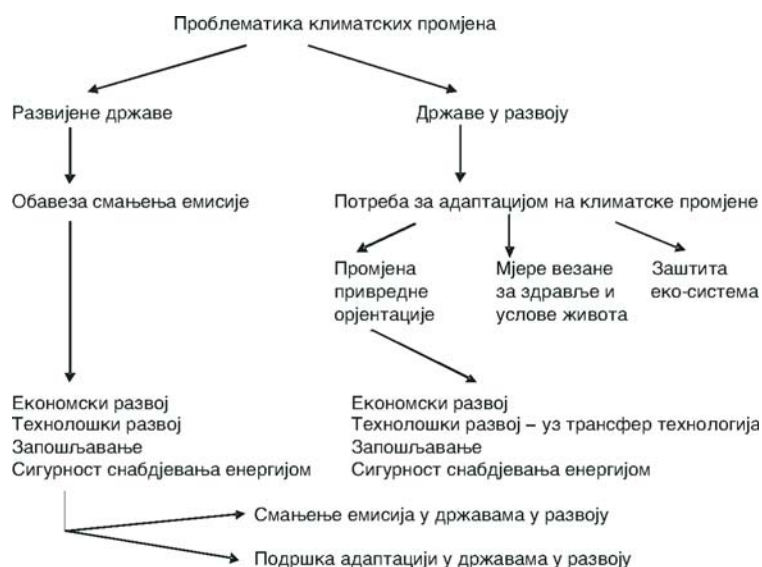 Проблематика климатских промјена
Развијене државе
Државе у развоју
Обавеза смањења емисије
Потреба за адаптацијом на климатске промјене
Промјена
привредне
орјентације
Мјере везане
за здравље и
услове живота
Заштита
еко-система
Економски развој
Технолошки развој
Запошљавање
Сигурност снабдјевања енергијом
Економски развој
Технолошки развој – уз трансфер технологија
Запошљавање
Сигурност снабдјевања енергијом
Смањење емисија у државама у развоју
Подршка адаптацији у државама у развоју